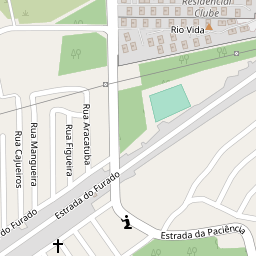 Residencial
Clube
Rio Vida
Rua Aracatuba
Rua Figueira
Rua Mangueira
Rua Cajueiros
Estrada do Furado
Estrada do Furado
do Furado
Estrada da Paciência